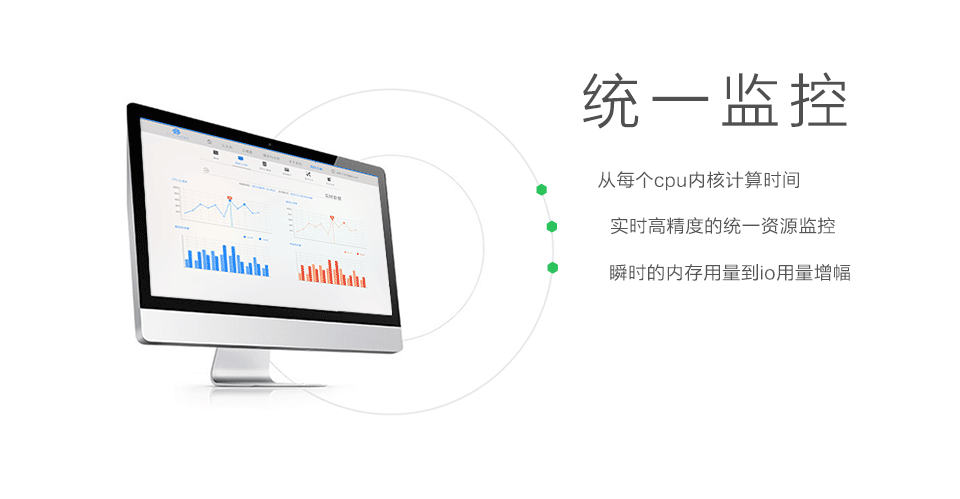 统一监控
从每个cpu内核计算时间
实时高精度的统一资源监控
瞬时的内存用量到io用量增幅